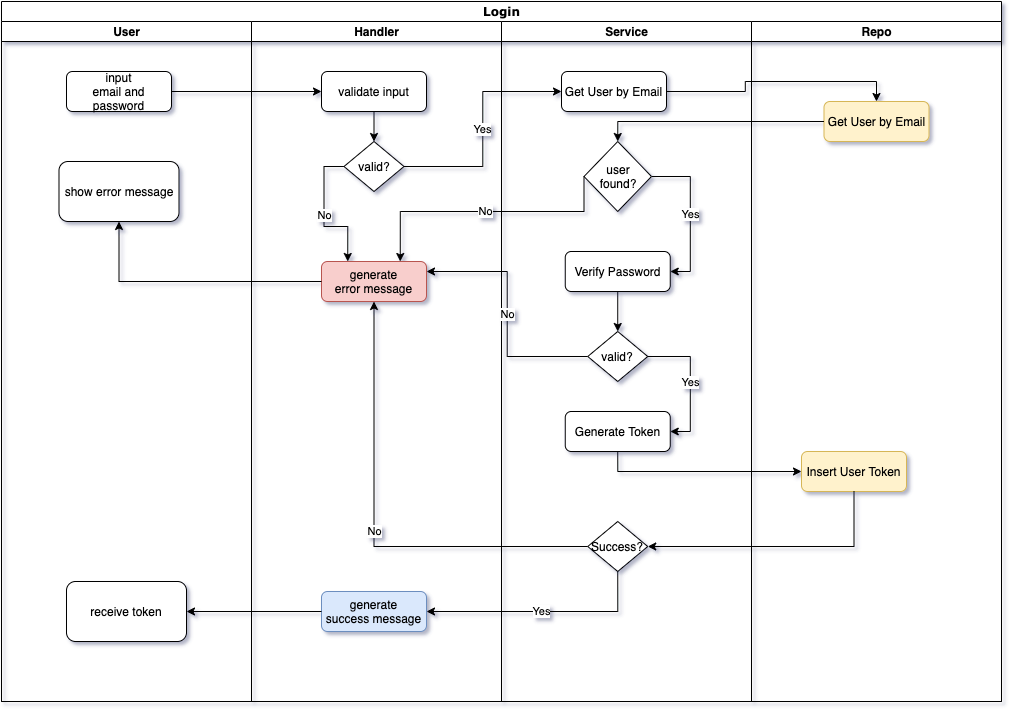 Login
User
Handler
Service
Repo
input
email and
password
validate input
Get User by Email
Get User by Email
Yes
valid?
user
found?
show error message
No
No
Yes
generate
error message
Verify Password
No
valid?
Yes
Generate Token
Insert User Token
No
Success?
receive token
generate
success message
Yes